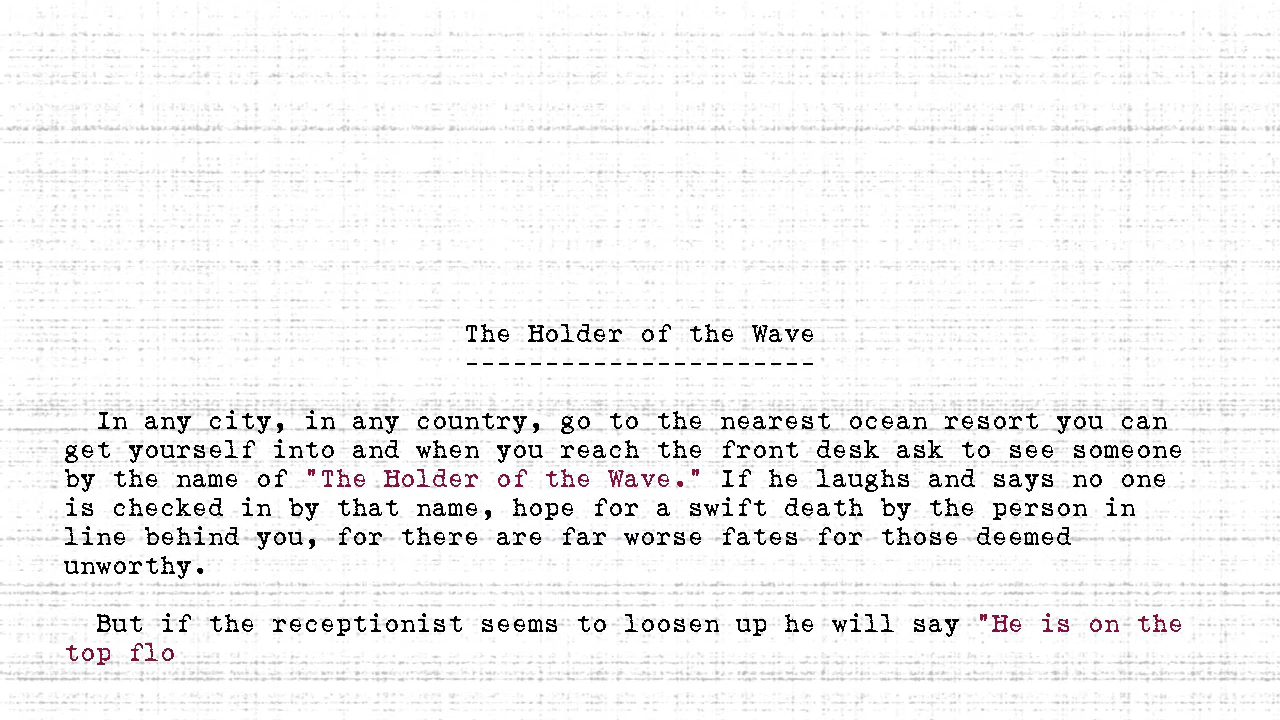 The Holder of the Wave
----------------------
In any city, in any country, go to the nearest ocean resort you can
get yourself into and when you reach the front desk ask to see someone
by the name of "The Holder of the Wave." If he laughs and says no one
is checked in by that name, hope for a swift death by the person in
line behind you, for there are far worse fates for those deemed
unworthy.
But if the receptionist seems to loosen up he will say "He is on the
top flo